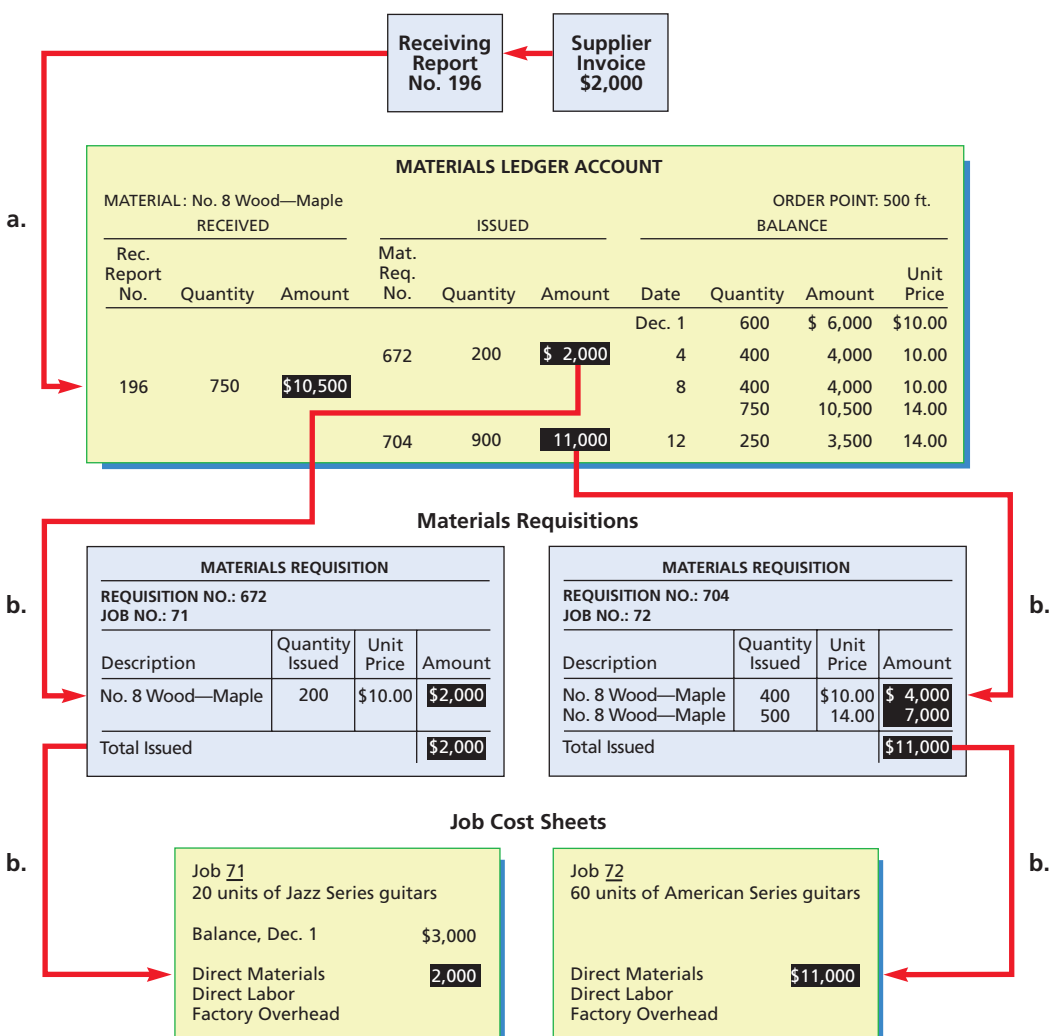 Receiving
Report
No. 196
Supplier
Invoice
$2,000
a.
MATERIALS LEDGER ACCOUNT
MATERIAL: No. 8 Wood—Maple ORDER POINT: 500 ft.
RECEIVED ISSUED BALANCE
Rec. Mat.
Report Req. Unit
No. Quantity Amount No. Quantity Amount Date Quantity Amount Price
Dec. 1 600 $ 6,000 $10.00
672 200 $ 2,000 4 400 4,000 10.00
196 750 $10,500 8 400 4,000 10.00
750 10,500 14.00
704 900 11,000 12 250 3,500 14.00
Materials Requisitions
b.
MATERIALS REQUISITION
REQUISITION NO.: 672
JOB NO.: 71
Quantity Unit
Description Issued Price Amount
No. 8 Wood—Maple 200 $10.00 $2,000
Total Issued $2,000
b.
MATERIALS REQUISITION
REQUISITION NO.: 704
JOB NO.: 72
Quantity Unit
Description Issued Price Amount
No. 8 Wood—Maple 400 $10.00 $ 4,000
No. 8 Wood—Maple 500 14.00 7,000
Total Issued $11,000
Job Cost Sheets
b.
Job 71
20 units of Jazz Series guitars
Balance, Dec. 1 $3,000
Direct Materials 2,000
Direct Labor
Factory Overhead
b.
Job 72
60 units of American Series guitars
Direct Materials $11,000
Direct Labor
Factory Overhead